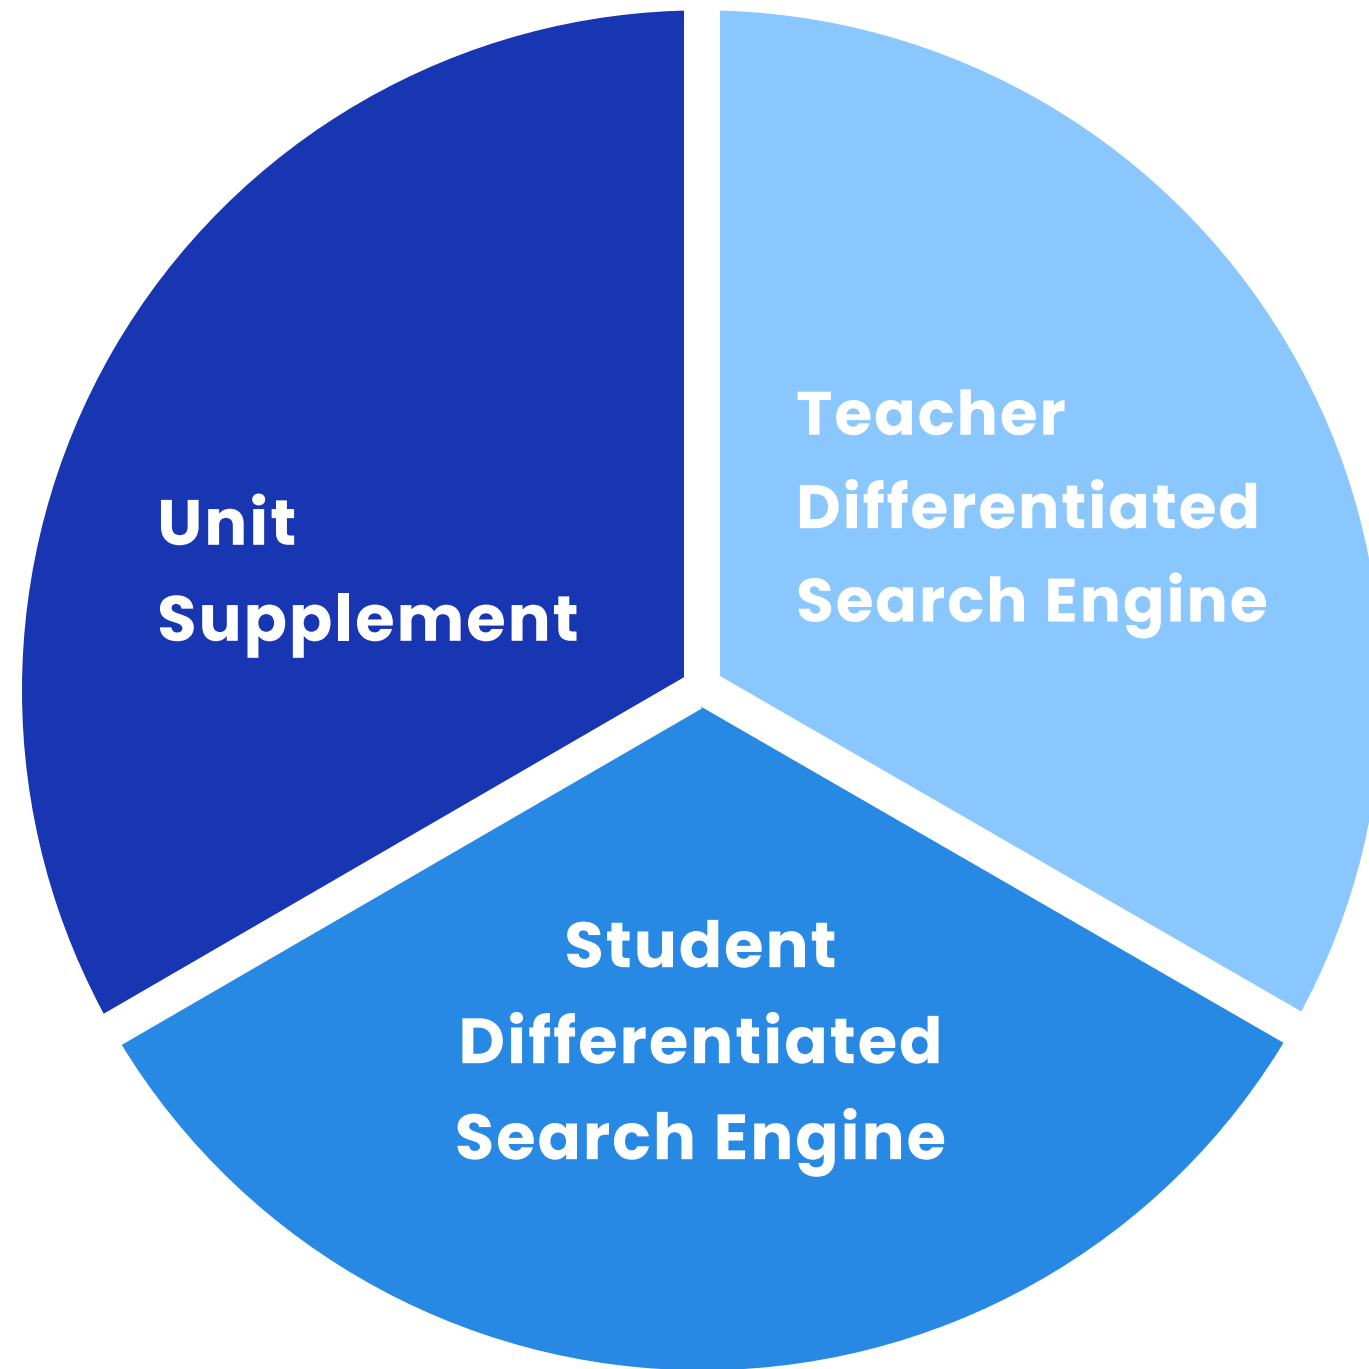 Unit
Supplement
Teacher
Differentiated
Search Engine
Student
Differentiated
Search Engine